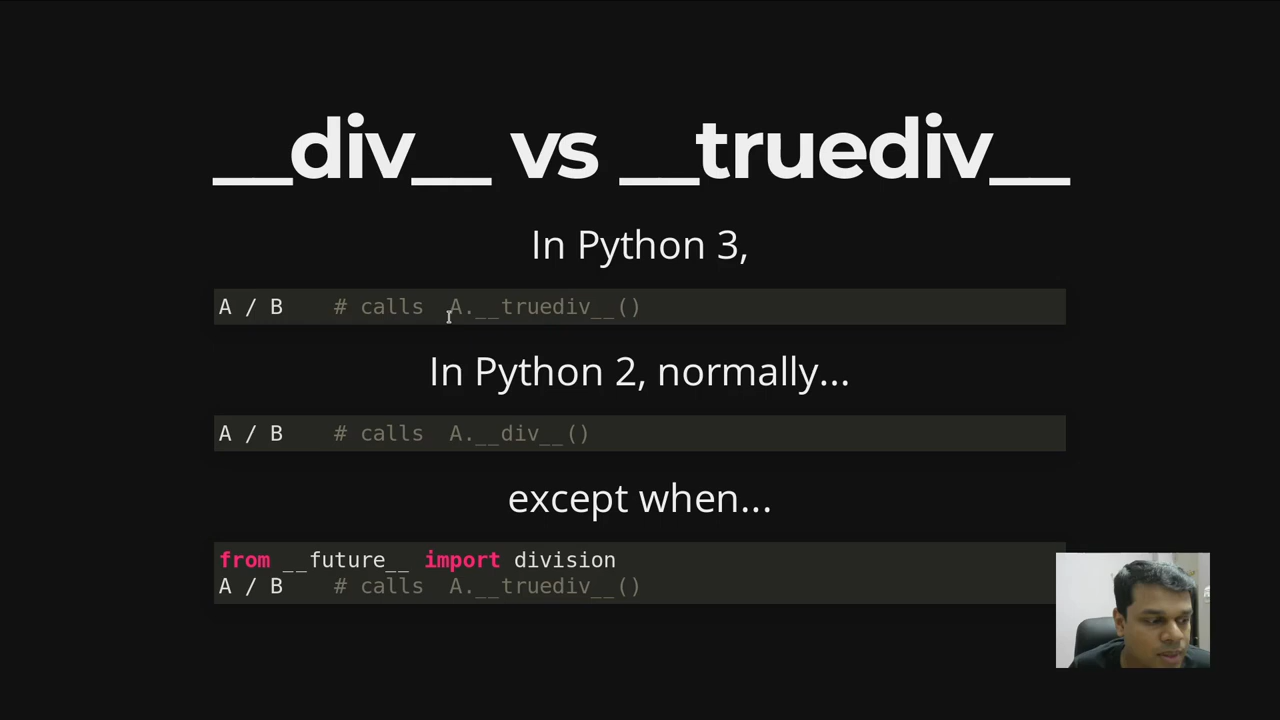 __div__ vs __truediv__
In Python 3,
A / B    # calls  A.__truediv__()
In Python 2, normally...
A / B    # calls  A.__div__()
except when...
from __future__ import division
A / B    # calls  A.__truediv__()